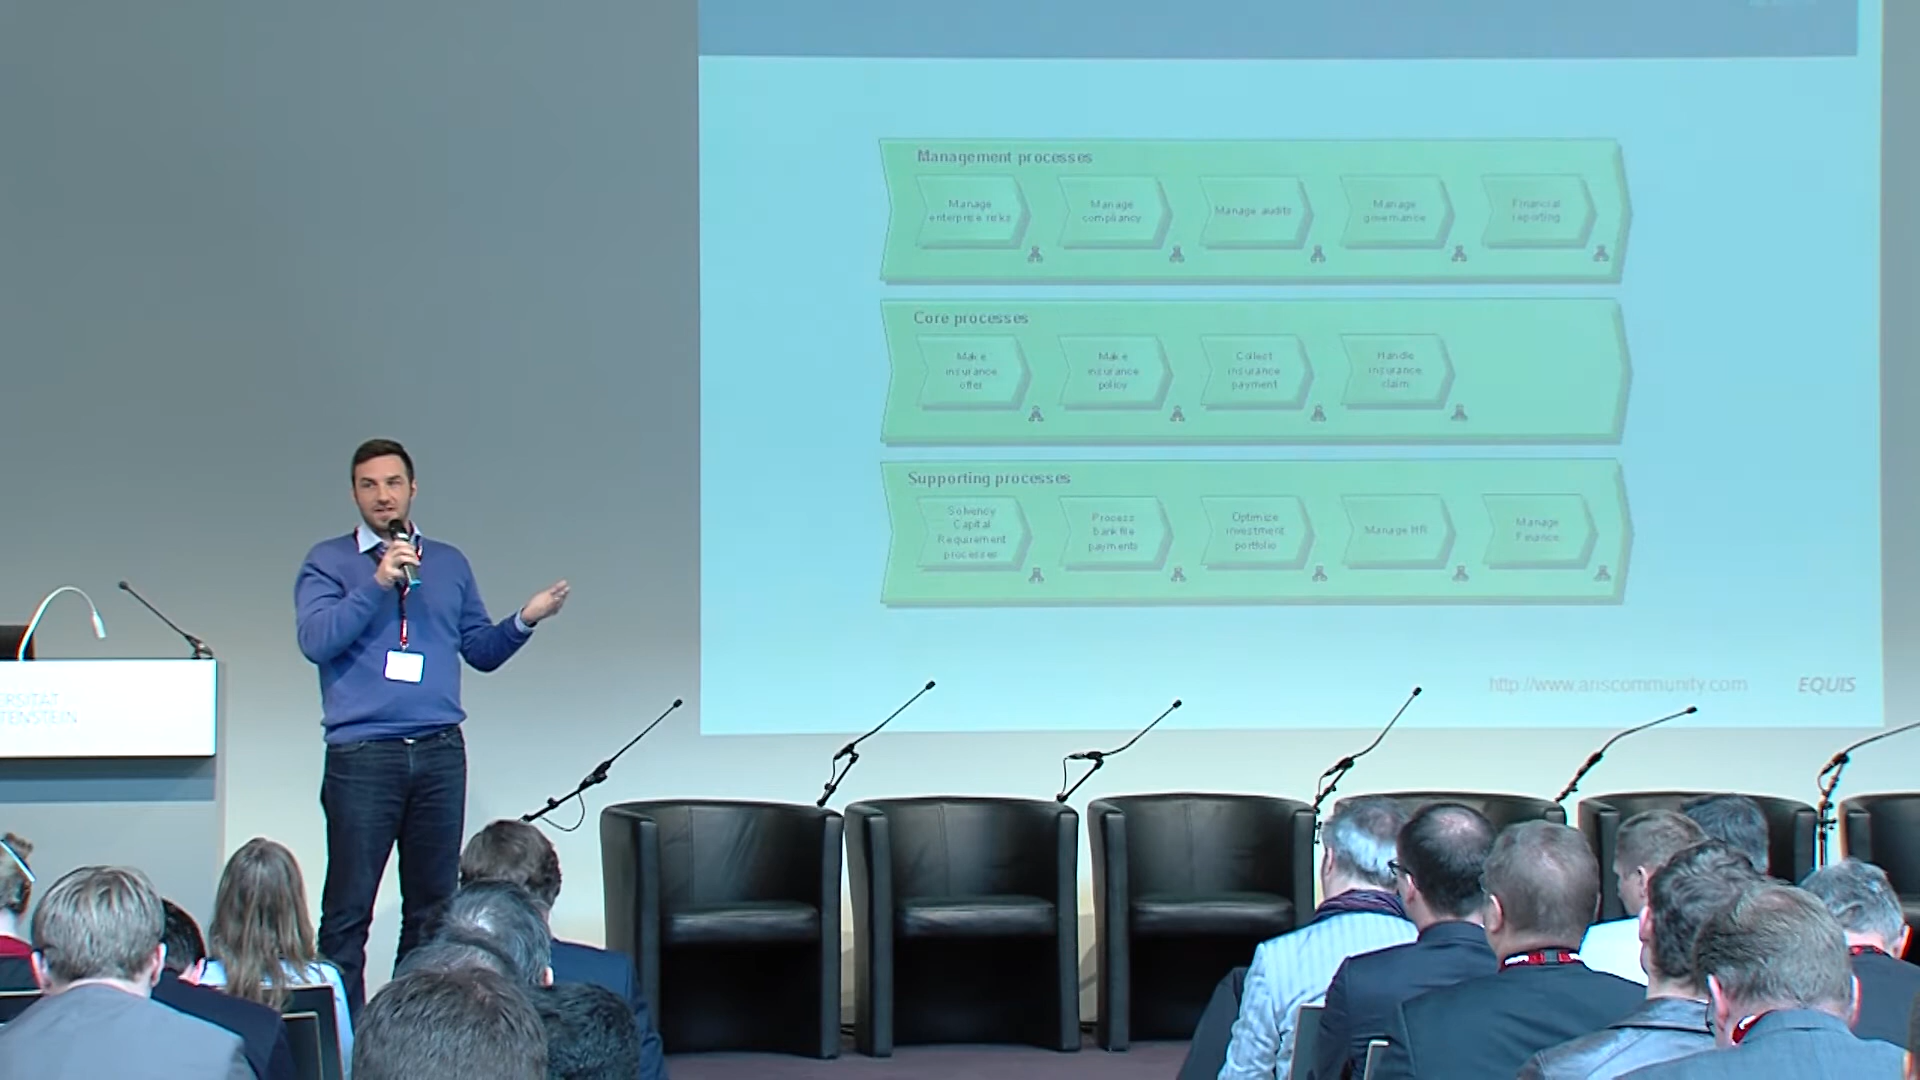 Management processes
Manage
enterprise risks
Manage
compliancy
Manage audits
Manage
governance
Financial
reporting
Core processes
Make
insurance
offer
Make
insurance
policy
Collect
insurance
payment
Handle
insurance
claim
Supporting processes
Solvency
Capital
Requirement
processes
Process
bank file
payments
Optimize
investment
portfolio
Manage HR
Manage
Finance
http://www.ariscommunity.com
EQUIS
ERSITÄT
TENSTEIN